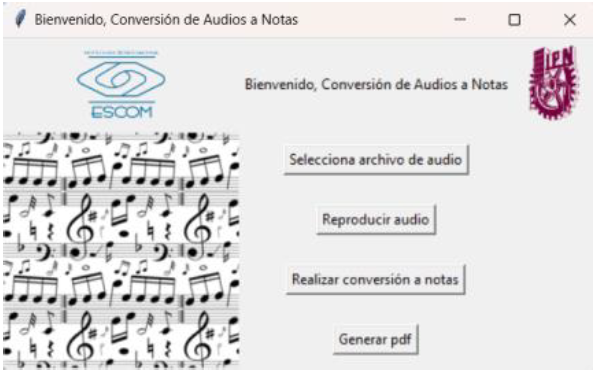 Bienvenido, Conversión de Audios a Notas
ESCOM
Bienvenido, Conversión de Audios a Notas
IPN
Selecciona archivo de audio
Reproducir audio
Realizar conversión a notas
Generar pdf